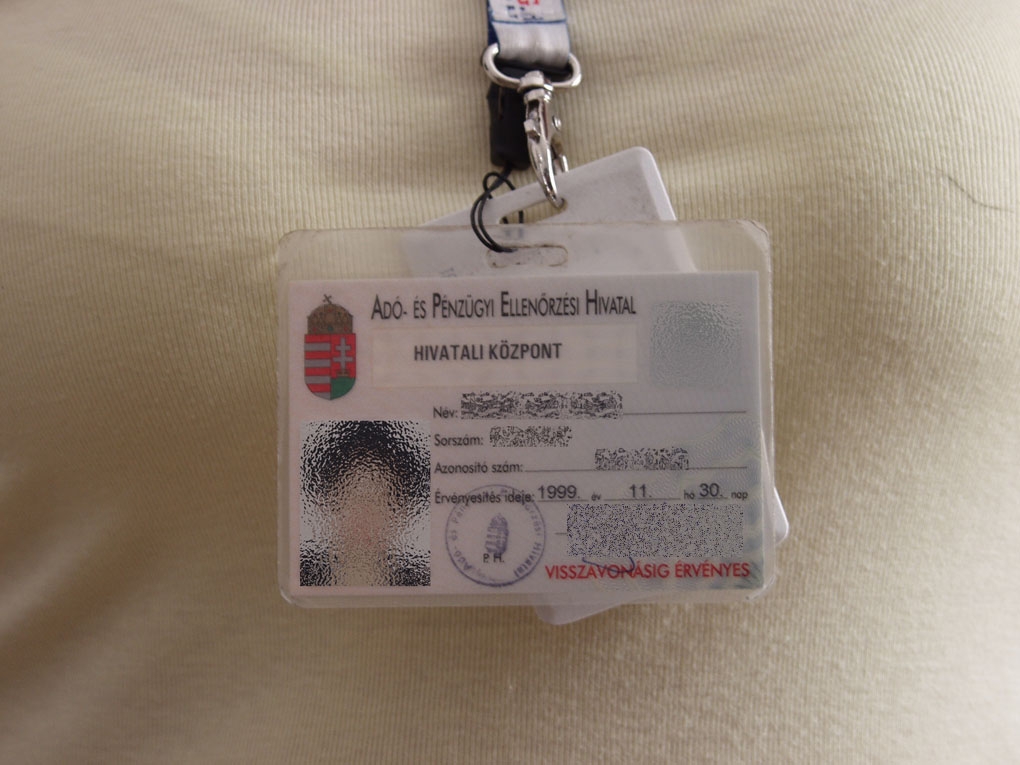 Adó- és Pénzügyi Ellenőrzési Hivatal
HIVATALI KÖZPONT
Név:
Sorszám:
Azonosító szám:
Érvényesítés ideje: 1999. év 11. hó 30. nap
P. H.
VISSZAVONÁSIG ÉRVÉNYES